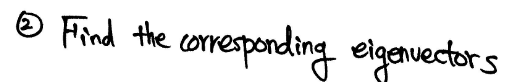 ② Find the corresponding eigenvectors